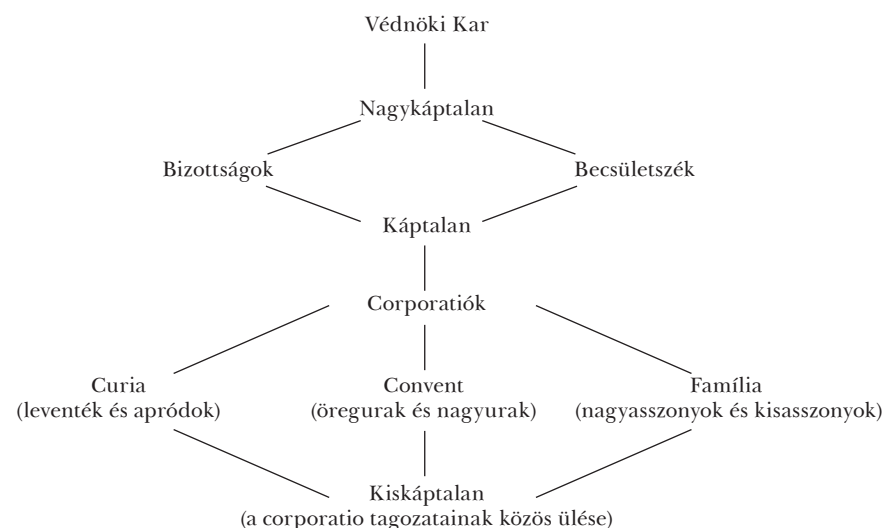 Védnöki Kar
Nagykáptalan
Bizottságok
Becsületszék
Káptalan
Corporatiók
Curia
(leventék és apródok)
Convent
(öregurak és nagyurak)
Família
(nagyasszonyok és kisasszonyok)
Kiskáptalan
(a corporatio tagozatainak közös ülése)